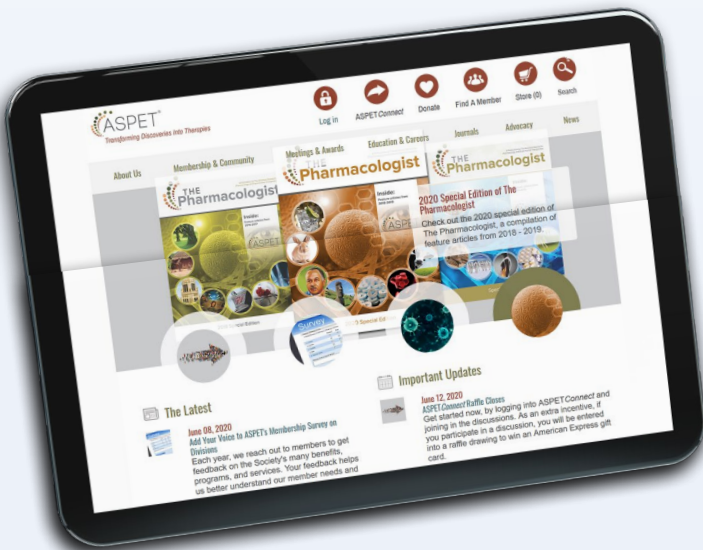 ASPET
Transforming Discoveries into Therapies
Log in
ASPETConnect
Donate
Find A Member
Store (0)
Search
About Us
Membership & Community
Meetings & Awards
Education & Careers
Journals
Advocacy
News
THE
Pharmacologist
Inside:
ASPET
THE
Pharmacologist
Inside:
ASPET
THE
Pharmacologist
2020 Special Edition of The
Pharmacologist
Check out the 2020 special edition of
The Pharmacologist, a compilation of
feature articles from 2018 - 2019.
Special Edition
Special Edition
Survey
The Latest
June 08, 2020
Add Your Voice to ASPET's Membership Survey on
Divisions
Each year, we reach out to members to get
feedback on the Society's many benefits,
programs, and services. Your feedback helps
us better understand our member needs and
Important Updates
June 12, 2020
ASPETConnect Raffle Closes
Get started now, by logging into ASPETConnect and
joining in the discussions. As an extra incentive, if
you participate in a discussion, you will be entered
into a raffle drawing to win an American Express gift
card.